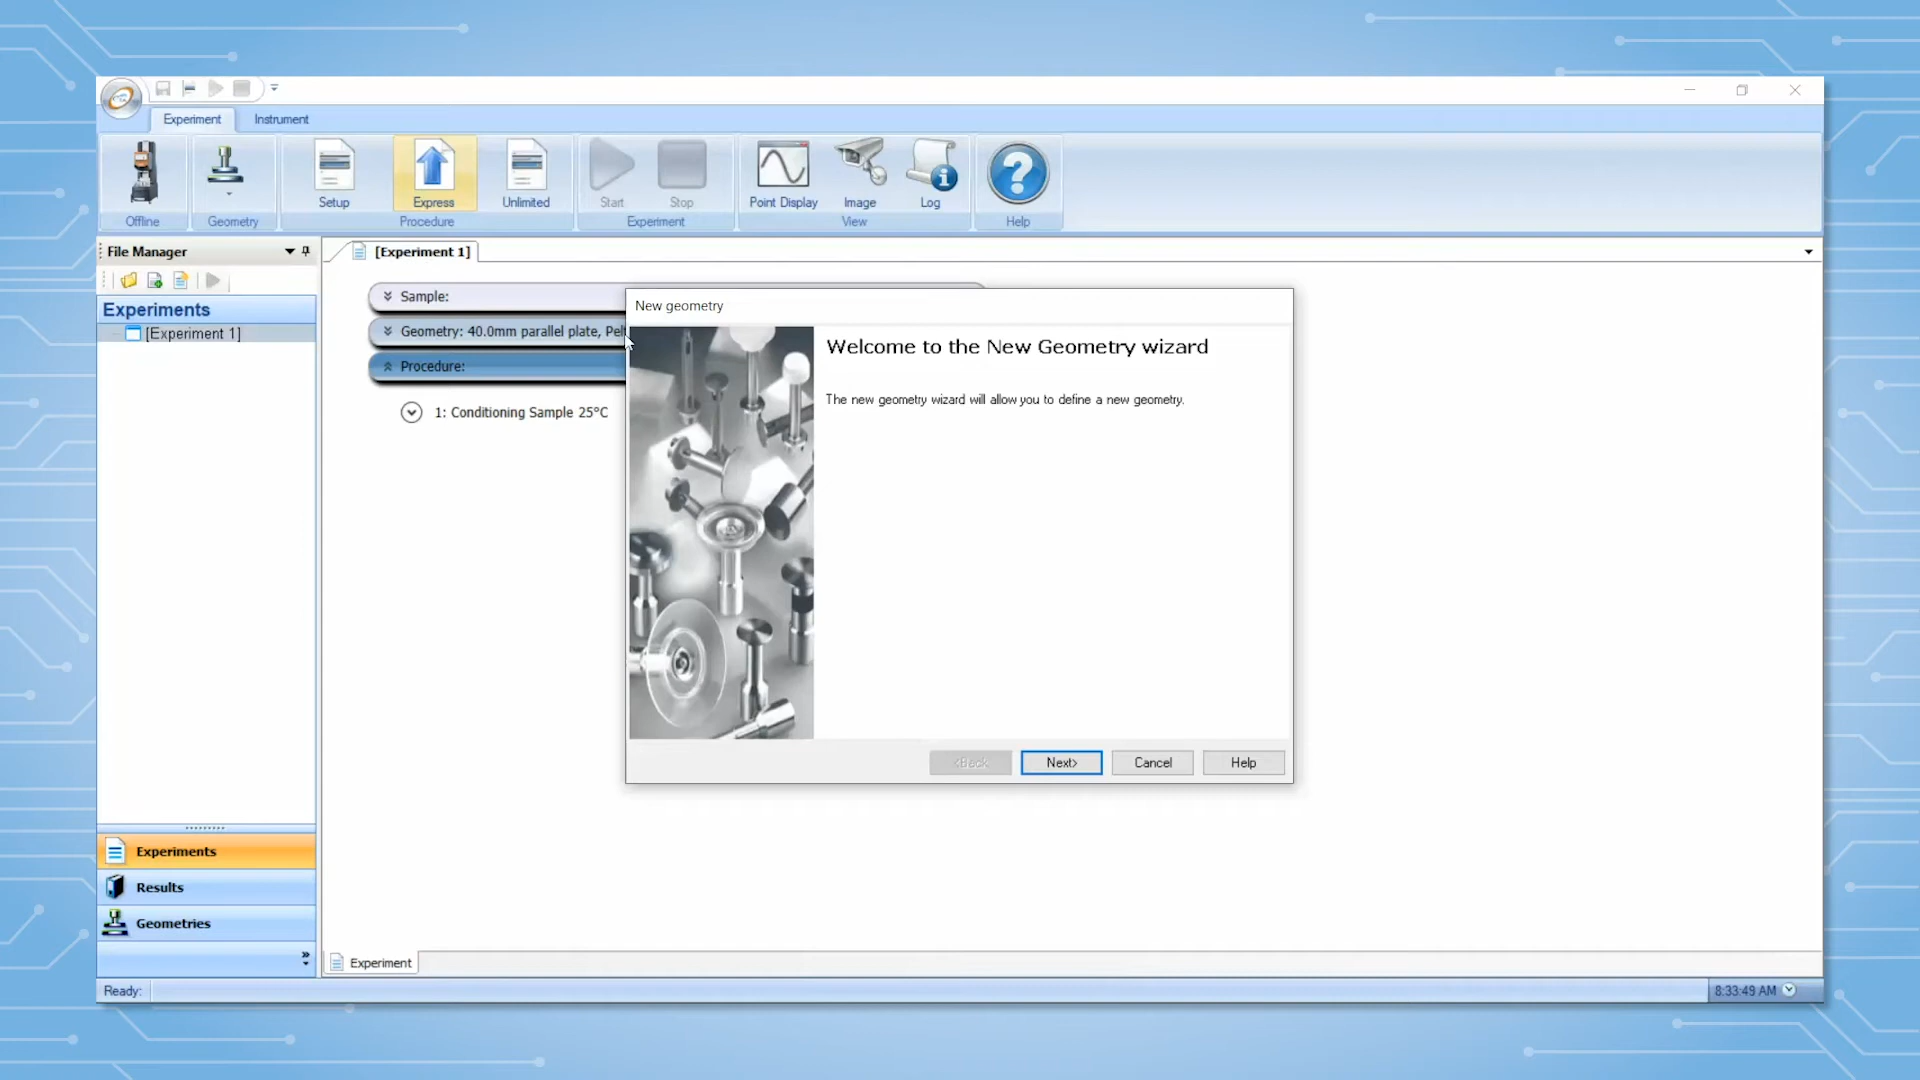 Experiment
Instrument
Setup
Express
Unlimited
Start
Stop
Point Display
Image
Log
Offline
Geometry
Procedure
Experiment
View
Help
File Manager
[Experiment 1]
Experiments
[Experiment 1]
Sample:
Geometry: 40.0mm parallel plate, Pelt
Procedure:
1: Conditioning Sample 25°C
New geometry
Welcome to the New Geometry wizard
The new geometry wizard will allow you to define a new geometry.
<Back
Next>
Cancel
Help
Experiments
Results
Geometries
Experiment
Ready:
8:33:49 AM